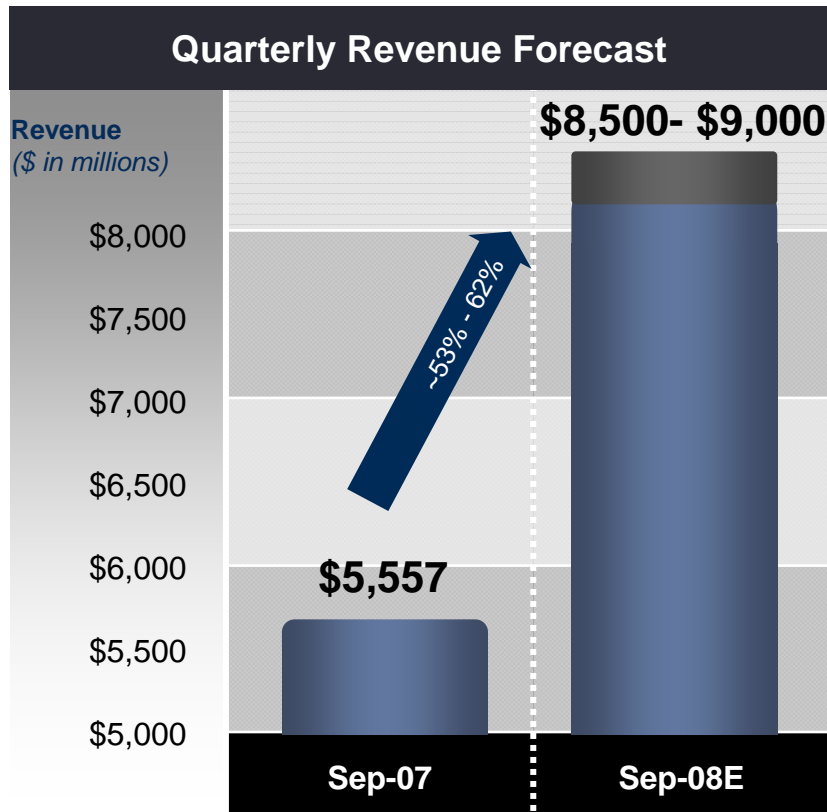 Quarterly Revenue Forecast
Revenue
($ in millions)
$8,500- $9,000
$8,000
$7,500
$7,000
$6,500
$6,000
$5,500
$5,000
~53% - 62%
$5,557
Sep-07
Sep-08E